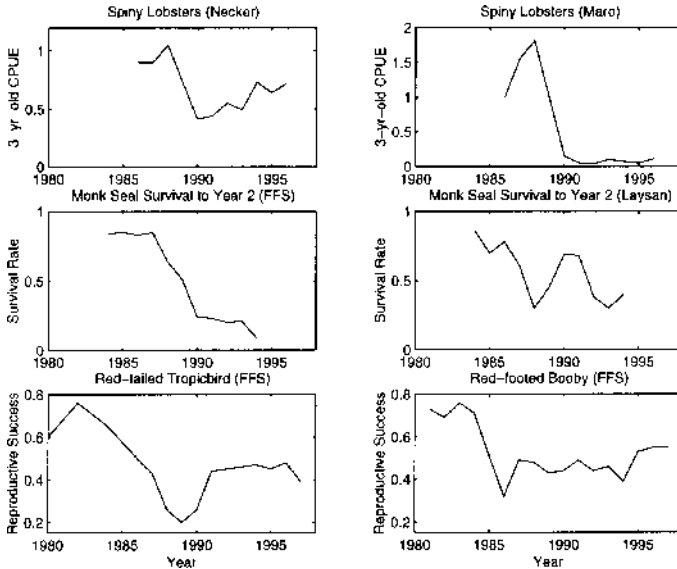 Spiny Lobsters (Necker)
3-yr-old CPUE
1
0.5
0
1980 1985 1990 1995
Spiny Lobsters (Maro)
3-yr-old CPUE
2
1.5
1
0.5
0
1980 1985 1990 1995
Monk Seal Survival to Year 2 (FFS)
Survival Rate
1
0.5
0
1980 1985 1990 1995
Monk Seal Survival to Year 2 (Laysan)
Survival Rate
1
0.5
0
1980 1985 1990 1995
Red-tailed Tropicbird (FFS)
Reproductive Success
0.8
0.6
0.4
0.2
1980 1985 1990 1995
Year
Red-footed Booby (FFS)
Reproductive Success
0.8
0.6
0.4
0.2
1980 1985 1990 1995
Year